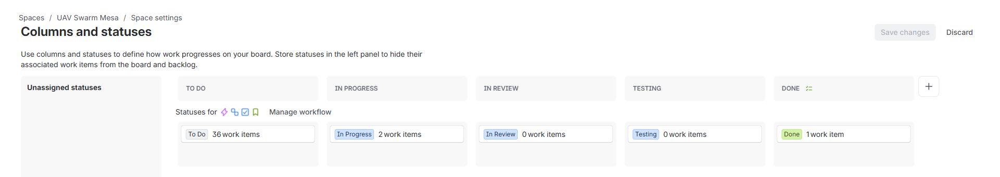 Spaces / UAV Swarm Mesa / Space settings
Columns and statuses
Save changes
Discard
Use columns and statuses to define how work progresses on your board. Store statuses in the left panel to hide their
associated work items from the board and backlog.
Unassigned statuses
TO DO
IN PROGRESS
IN REVIEW
TESTING
DONE
Statuses for
Manage workflow
To Do 36 work items
In Progress 2 work items
In Review 0 work items
Testing 0 work items
Done 1 work item